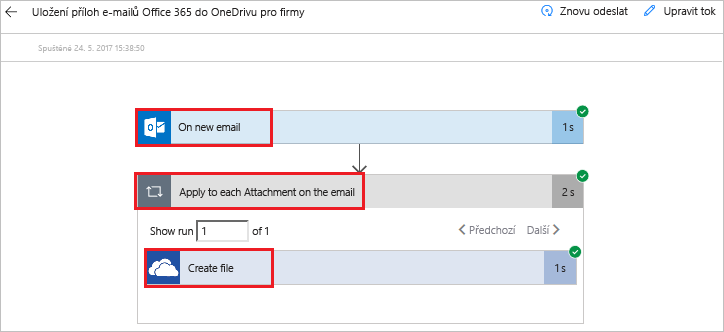 Uložení příloh e-mailů Office 365 do OneDrivu pro firmy
Znovu odeslat
Upravit tok
Spuštěné 24. 5. 2017 15:38:50
On new email
1 s
Apply to each Attachment on the email
2 s
Show run 1 of 1
Předchozí
Další
Create file
1 s